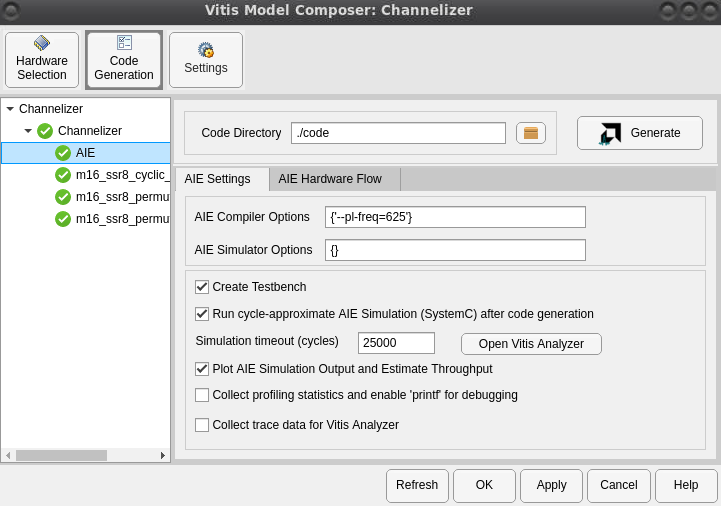 Vitis Model Composer: Channelizer
Hardware
Selection
Code
Generation
Settings
Channelizer
Channelizer
AIE
m16_ssr8_cyclic_
m16_ssr8_permut
m16_ssr8_permut
Code Directory ./code
Generate
AIE Settings AIE Hardware Flow
AIE Compiler Options {'--pl-freq=625'}
AIE Simulator Options {}
Create Testbench
Run cycle-approximate AIE Simulation (SystemC) after code generation
Simulation timeout (cycles) 25000 Open Vitis Analyzer
Plot AIE Simulation Output and Estimate Throughput
Collect profiling statistics and enable 'printf' for debugging
Collect trace data for Vitis Analyzer
Refresh OK Apply Cancel Help